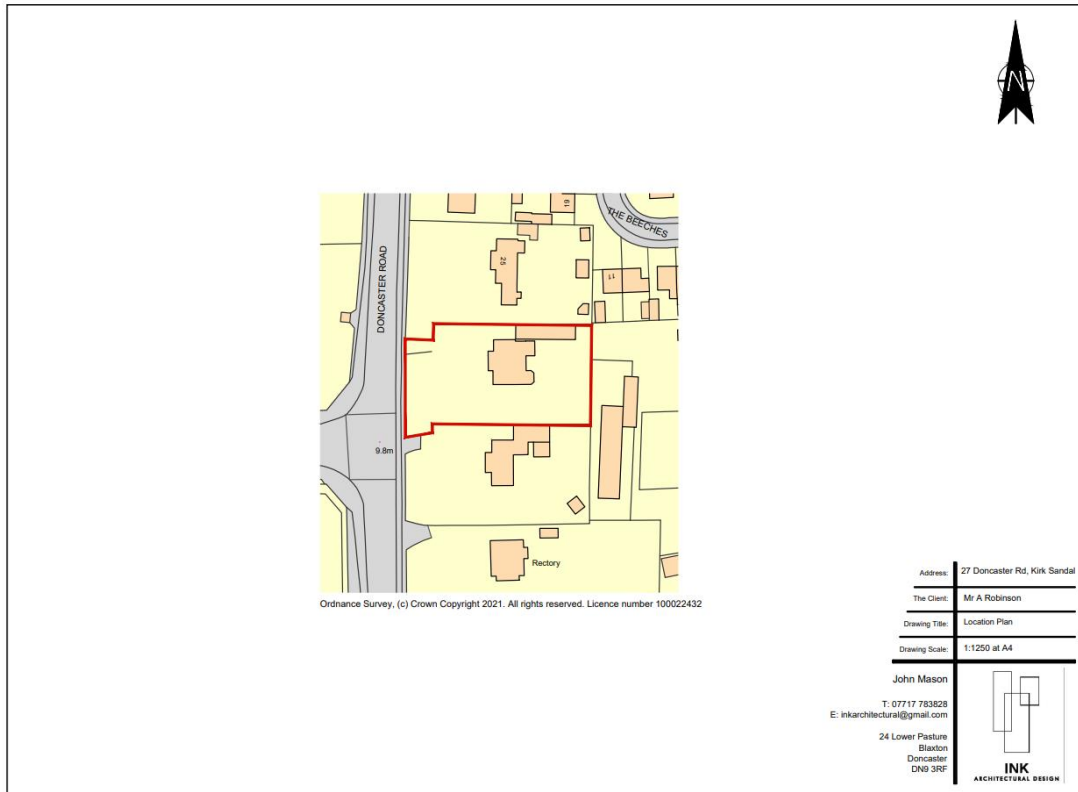 N
THE BEECHES
19
DONCASTER ROAD
25
11
9.8m
Rectory
Ordnance Survey, (c) Crown Copyright 2021. All rights reserved. Licence number 100022432
Address: 27 Doncaster Rd, Kirk Sandal
The Client: Mr A Robinson
Drawing Title: Location Plan
Drawing Scale: 1:1250 at A4
John Mason
T: 07717 783828
E: inkarchitectural@gmail.com
24 Lower Pasture
Blaxton
Doncaster
DN9 3RF
INK
ARCHITECTURAL DESIGN